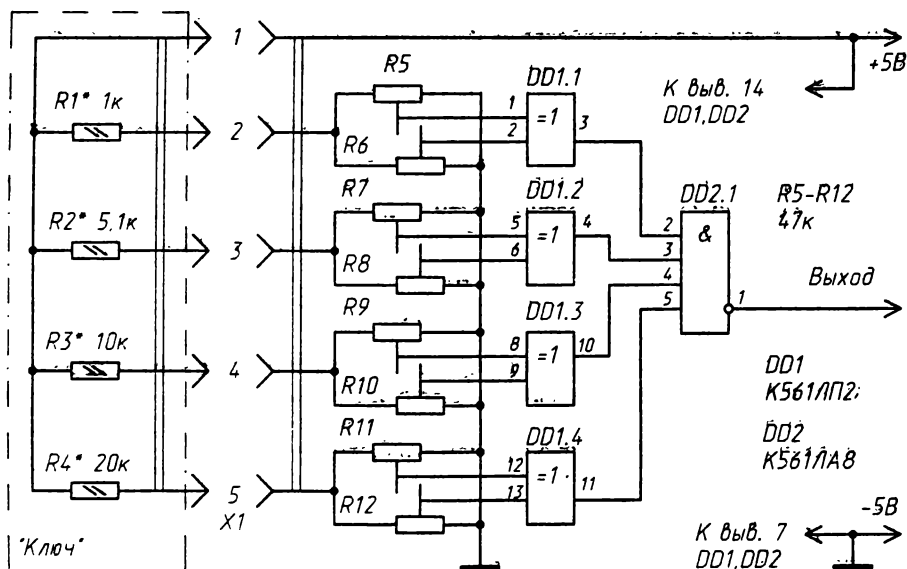 1
+5В
R5
DD1.1
К выв. 14
DD1,DD2
R1* 1к
1
=1
3
2
2
R6
R7
DD1.2
DD2.1
R5-R12
47к
R2* 5,1к
5
=1
4
2
&
3
6
3
R8
4
Выход
R9
DD1.3
5
1
R3* 10к
8
=1
10
4
9
R10
DD1
К561ЛП2;
R11
DD1.4
DD2
К561ЛА8
R4* 20к
12
=1
11
5
13
X1
R12
-5В
"Ключ"
К выв. 7
DD1,DD2